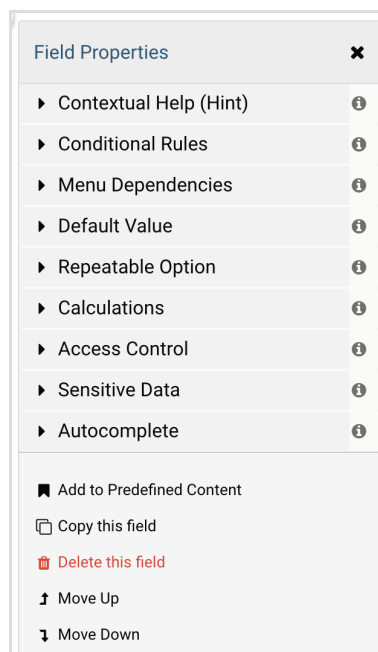 Field Properties
Contextual Help (Hint)
Conditional Rules
Menu Dependencies
Default Value
Repeatable Option
Calculations
Access Control
Sensitive Data
Autocomplete
Add to Predefined Content
Copy this field
Delete this field
Move Up
Move Down